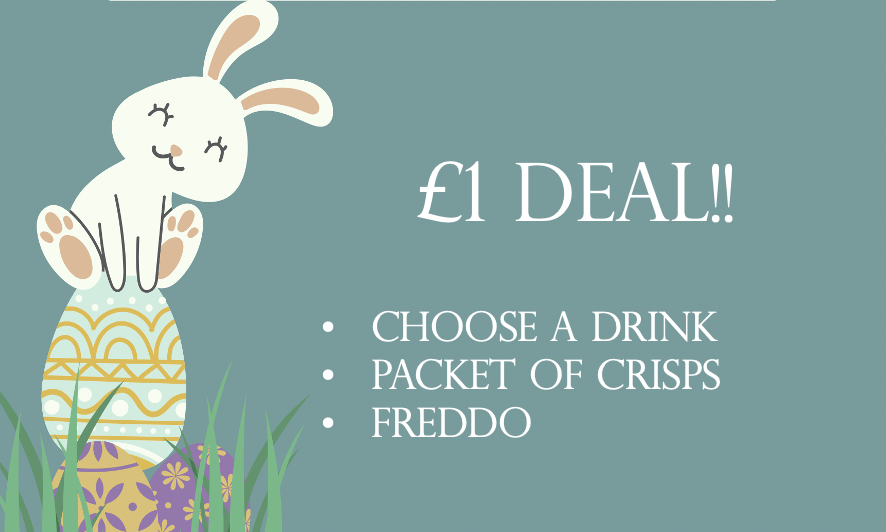 £1 DEAL!!
• CHOOSE A DRINK
• PACKET OF CRISPS
• FREDDO